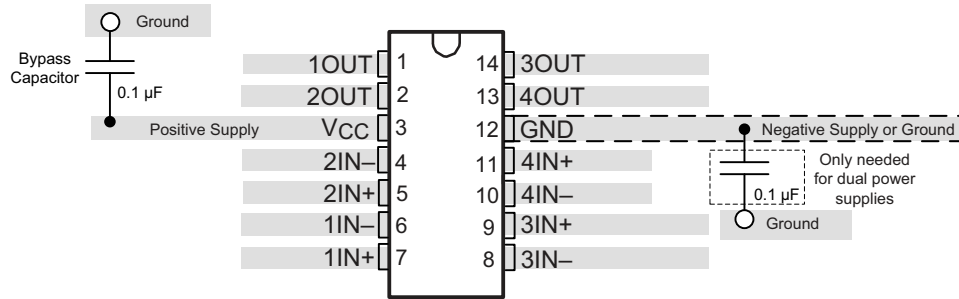 Ground
Bypass
Capacitor
0.1 µF
1OUT 1 14 3OUT
2OUT 2 13 4OUT
Positive Supply VCC 3 12 GND Negative Supply or Ground
2IN– 4 11 4IN+
2IN+ 5 10 4IN–
1IN– 6 9 3IN+
1IN+ 7 8 3IN–
Only needed
for dual power
supplies
0.1 µF
Ground